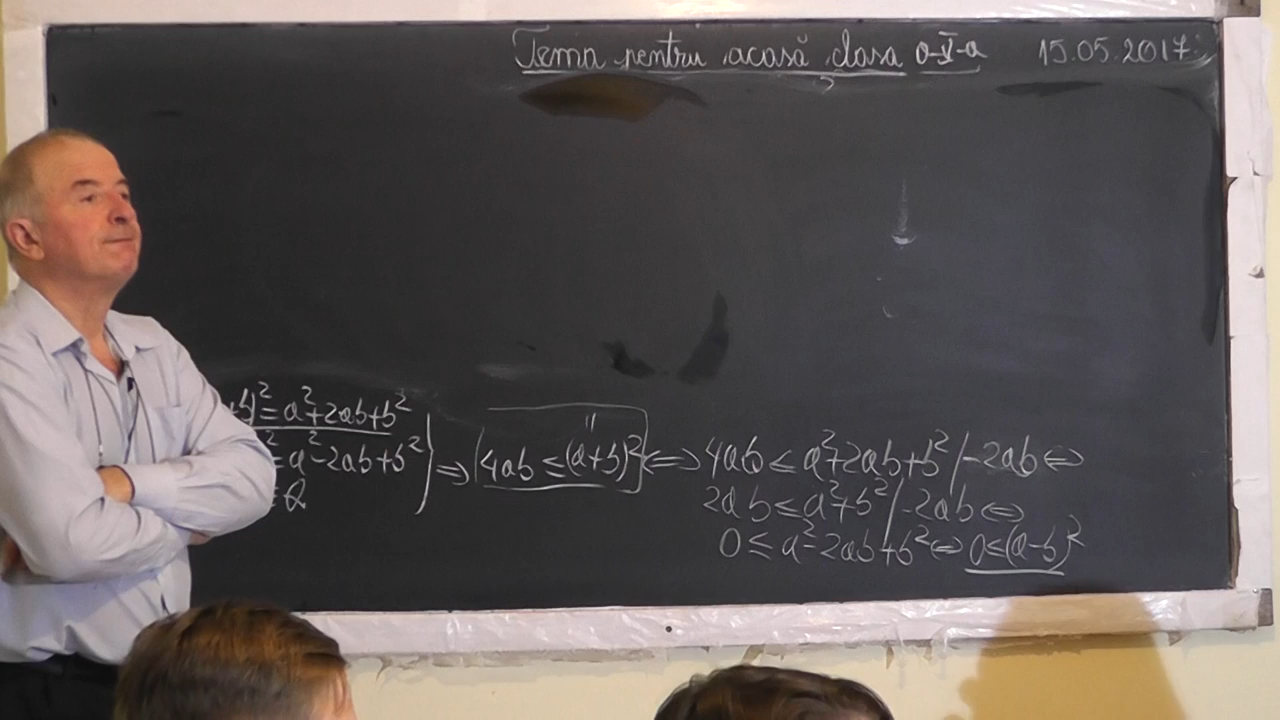 Tema pentru acasă clasa a-V-a 15.05.2017
+b)²=a²+2ab+b²
²=a²-2ab+b²
⇒ 4ab≤(a+b)² ⇔ 4ab≤a²+2ab+b² /-2ab ⇔
2ab≤a²+b² /-2ab ⇔
0≤a²-2ab+b² ⇔ 0≤(a-b)²